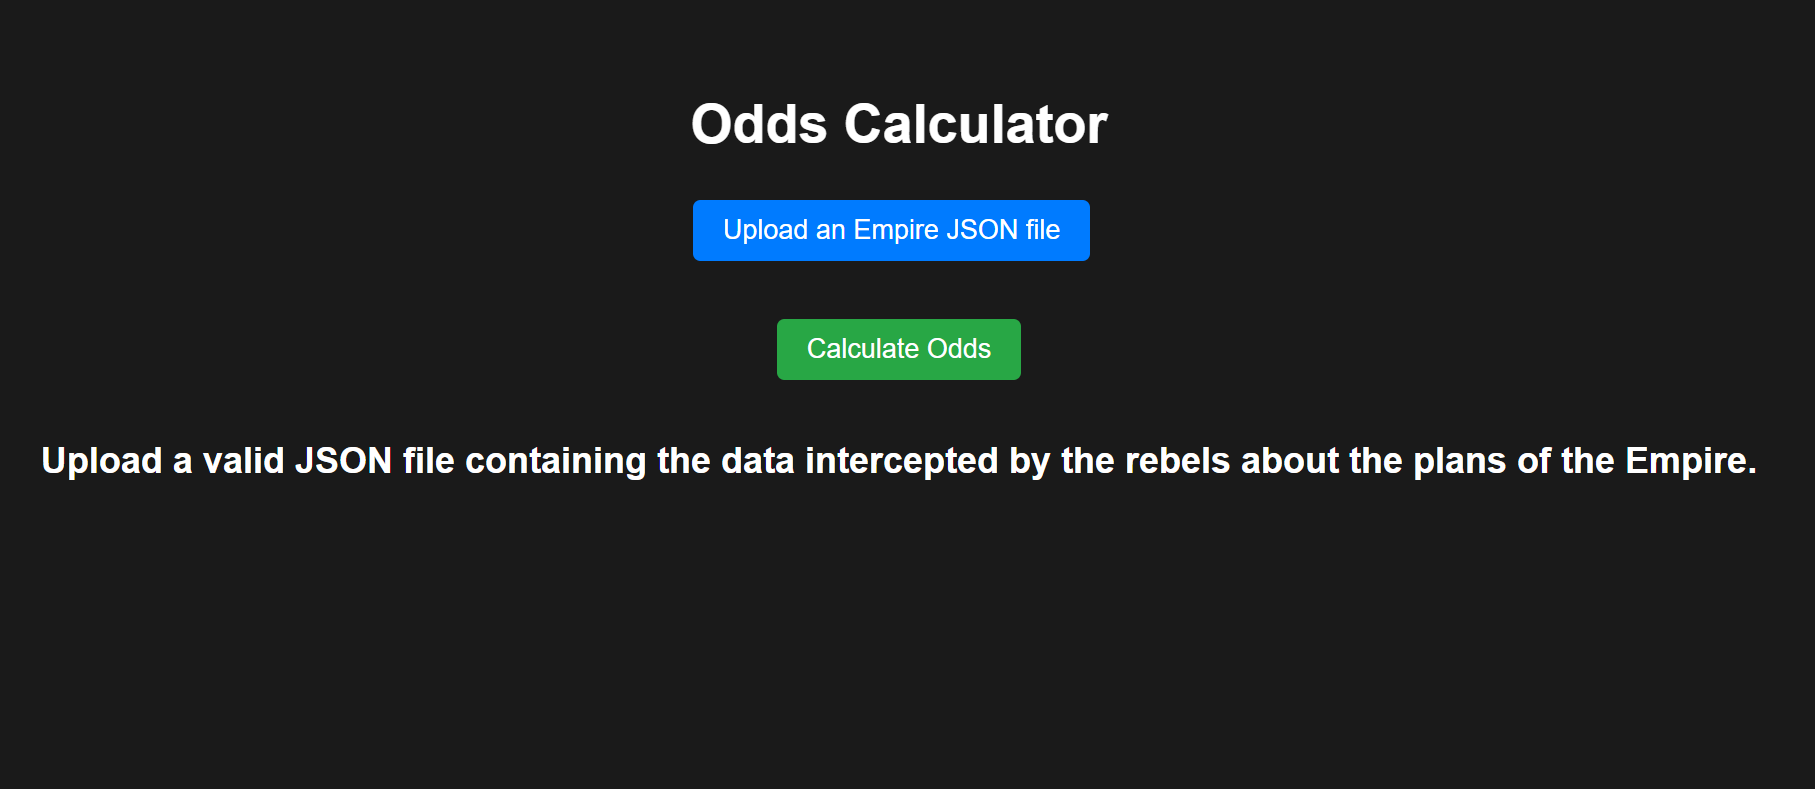 Odds Calculator
Upload an Empire JSON file
Calculate Odds
Upload a valid JSON file containing the data intercepted by the rebels about the plans of the Empire.